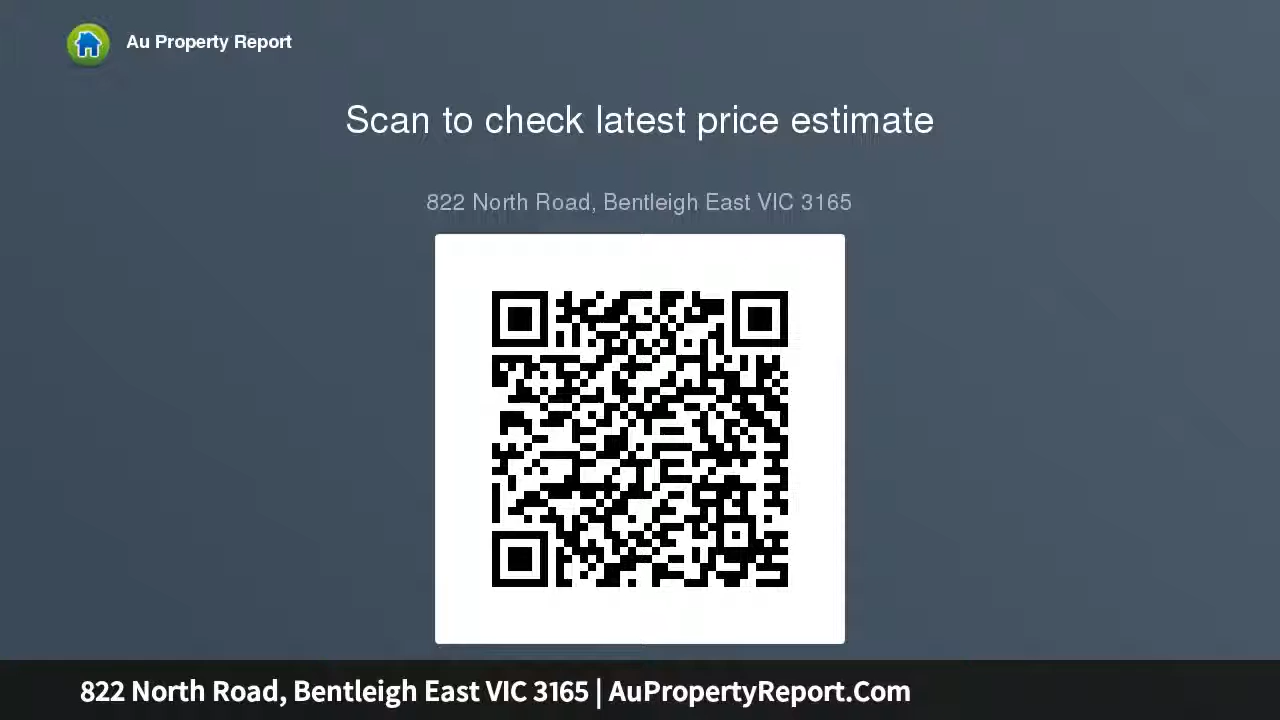 Au Property Report
Scan to check latest price estimate
822 North Road, Bentleigh East VIC 3165
822 North Road, Bentleigh East VIC 3165 | AuPropertyReport.Com